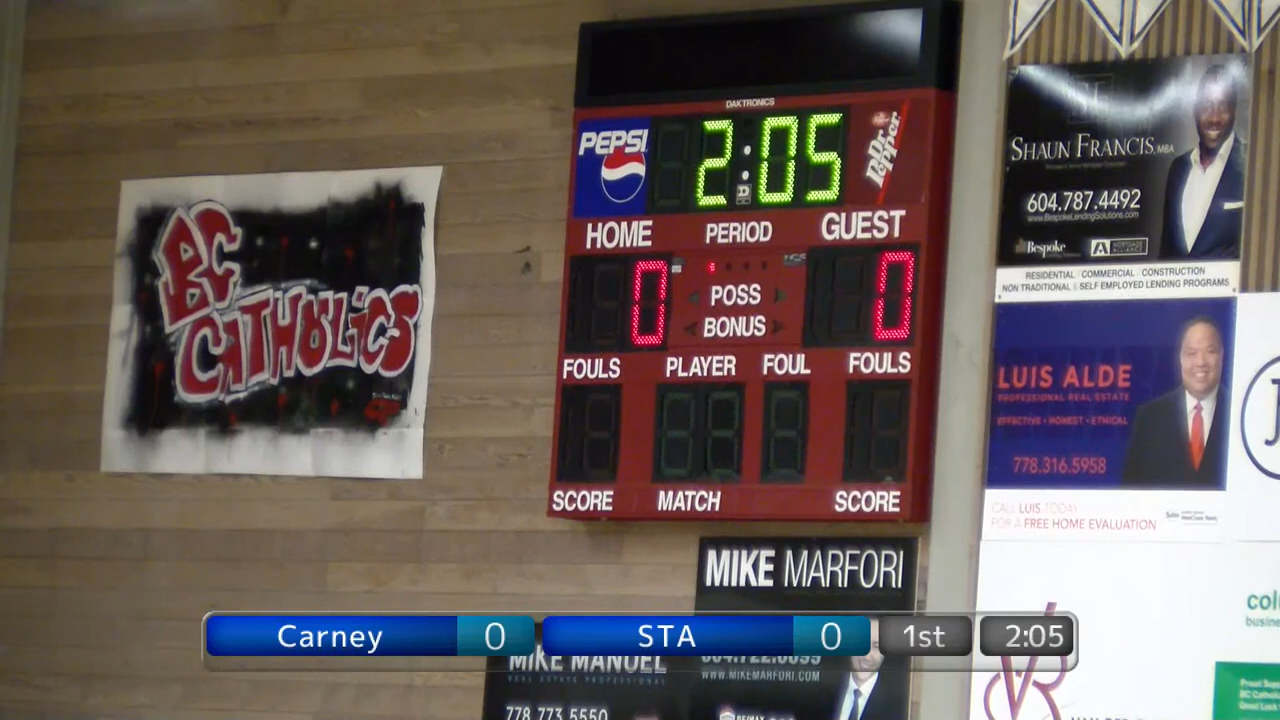 BC
CATHOLICS
DAKTRONICS
PEPSI
2:05
Dr Pepper
HOME PERIOD GUEST
0 0
POSS
BONUS
FOULS PLAYER FOUL FOULS
SCORE MATCH SCORE
SHAUN FRANCIS, MBA
604.787.4492
www.BespokeLendingSolutions.com
Bespoke
RESIDENTIAL COMMERCIAL CONSTRUCTION
NON TRADITIONAL & SELF EMPLOYED LENDING PROGRAMS
LUIS ALDE
PROFESSIONAL REAL ESTATE
EFFECTIVE • HONEST • ETHICAL
778.316.5958
CALL LUIS TODAY
FOR A FREE HOME EVALUATION
MIKE MARFORI
Carney 0 STA 0 1st 2:05
MIKE MANUEL
REAL ESTATE PROFESSIONAL
WWW.MIKEMARFORI.COM
778.773.5550